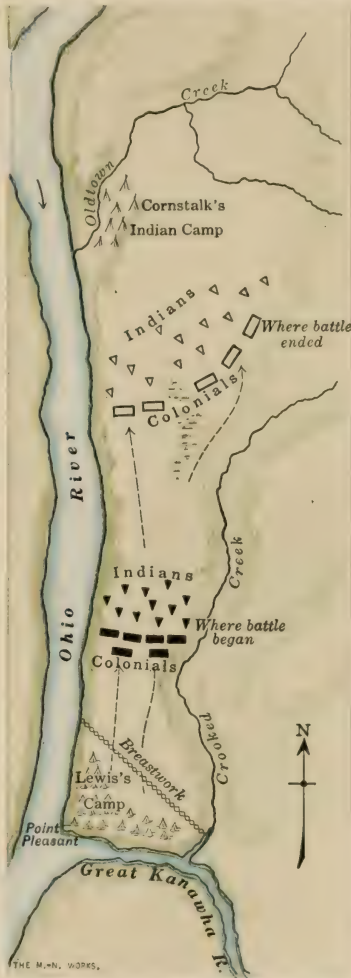 Creek
Oldtown
Cornstalk's
Indian Camp
Indians
Where battle
ended
Colonials
River
Ohio
Creek
Crooked
Indians
Where battle
began
Colonials
Breastwork
Lewis's
Camp
N
Point
Pleasant
Great Kanawha R.
THE M.-N. WORKS.